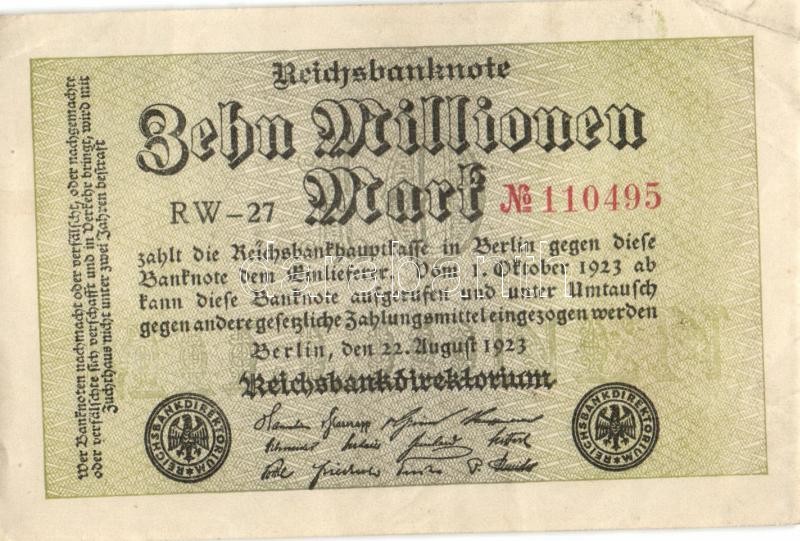 Reichsbanknote
Zehn Millionen
Mark
RW-27
№ 110495
zahlt die Reichsbankhauptkasse in Berlin gegen diese
Banknote dem Einlieferer. Vom 1. Oktober 1923 ab
kann diese Banknote aufgerufen und unter Umtausch
gegen andere gesetzliche Zahlungsmittel eingezogen werden
Berlin, den 22. August 1923
Reichsbankdirektorium
REICHSBANKDIREKTORIUM
REICHSBANKDIREKTORIUM
Wer Banknoten nachmacht oder verfälscht, oder nachgemachte
oder verfälschte sich verschafft und in Verkehr bringt, wird mit
Zuchthaus nicht unter zwei Jahren bestraft